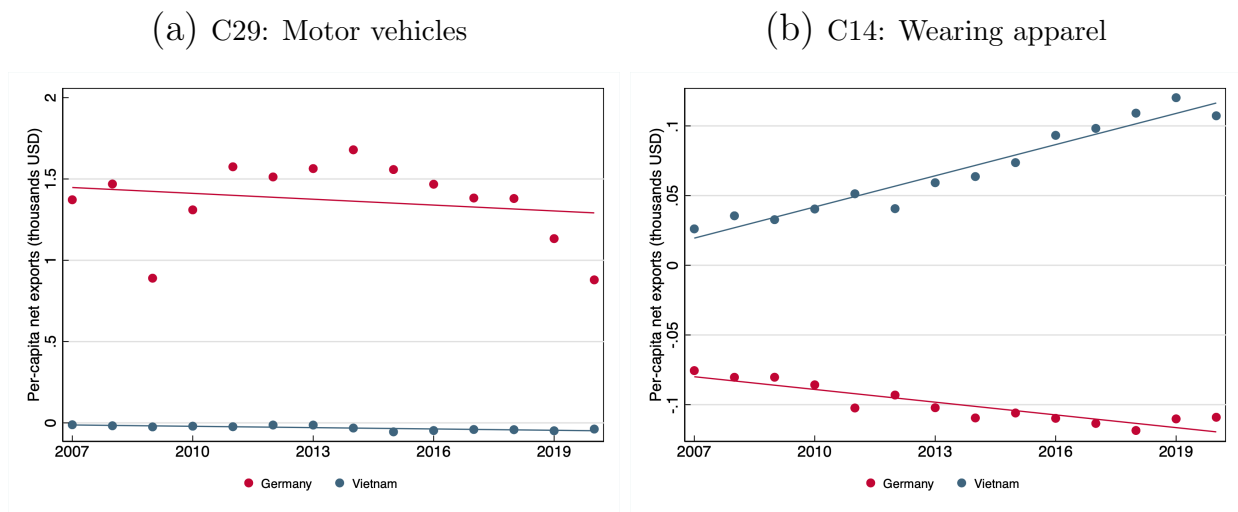 (a) C29: Motor vehicles
Per-capita net exports (thousands USD)
2
1.5
1
.5
0
2007 2010 2013 2016 2019
Germany Vietnam
(b) C14: Wearing apparel
Per-capita net exports (thousands USD)
.1
.05
0
-.05
-.1
2007 2010 2013 2016 2019
Germany Vietnam